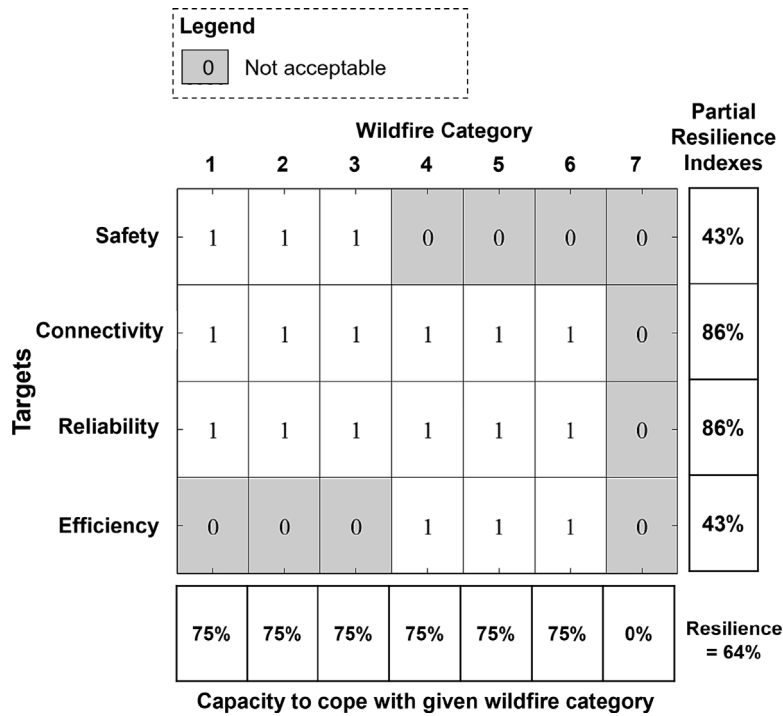 Legend
0 Not acceptable
Wildfire Category
Partial
Resilience
Indexes
1 2 3 4 5 6 7
Targets
Safety 1 1 1 0 0 0 0 43%
Connectivity 1 1 1 1 1 1 0 86%
Reliability 1 1 1 1 1 1 0 86%
Efficiency 0 0 0 1 1 1 0 43%
75% 75% 75% 75% 75% 75% 0% Resilience
= 64%
Capacity to cope with given wildfire category